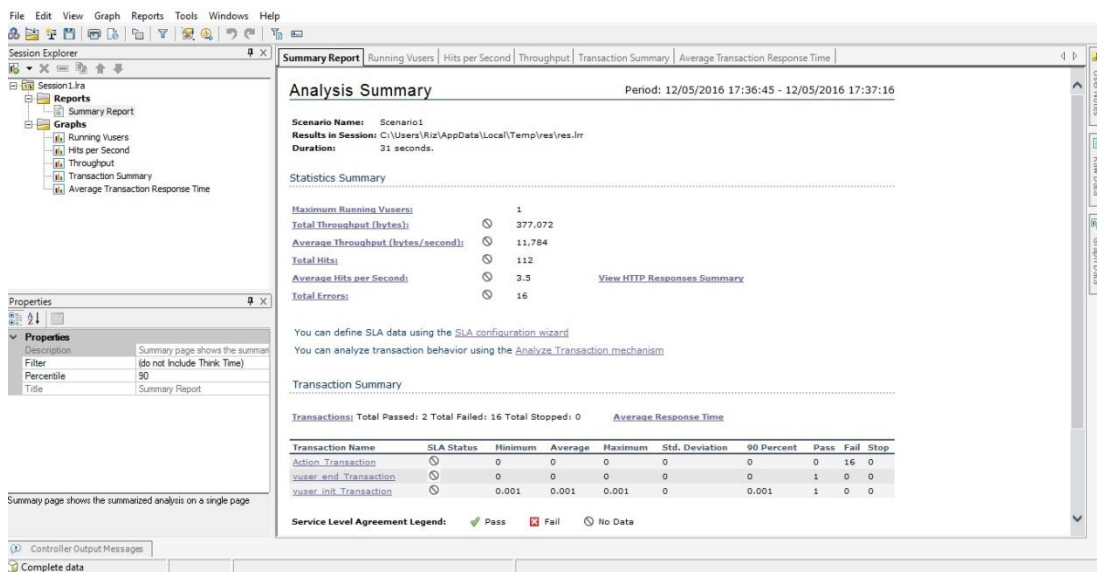 File Edit View Graph Reports Tools Windows Help
Session Explorer
Session1.lra
Reports
Summary Report
Graphs
Running Vusers
Hits per Second
Throughput
Transaction Summary
Average Transaction Response Time
Properties
Properties
Description Summary page shows the summari
Filter (do not Include Think Time)
Percentile 90
Title Summary Report
Summary page shows the summarized analysis on a single page
Summary Report Running Vusers Hits per Second Throughput Transaction Summary Average Transaction Response Time
Analysis Summary Period: 12/05/2016 17:36:45 - 12/05/2016 17:37:16
Scenario Name: Scenario1
Results in Session: C:\Users\Riz\AppData\Local\Temp\res\res.lrr
Duration: 31 seconds.
Statistics Summary
Maximum Running Vusers: 1
Total Throughput (bytes): 377,072
Average Throughput (bytes/second): 11,784
Total Hits: 112
Average Hits per Second: 3.5 View HTTP Responses Summary
Total Errors: 16
You can define SLA data using the SLA configuration wizard
You can analyze transaction behavior using the Analyze Transaction mechanism
Transaction Summary
Transactions: Total Passed: 2 Total Failed: 16 Total Stopped: 0 Average Response Time
Transaction Name SLA Status Minimum Average Maximum Std. Deviation 90 Percent Pass Fail Stop
Action_Transaction 0 0 0 0 0 0 16 0
vuser_end_Transaction 0 0 0 0 0 1 0 0
vuser_init_Transaction 0.001 0.001 0.001 0 0.001 1 0 0
Service Level Agreement Legend: Pass Fail No Data
User Notes
Raw Data
Graph Data
Controller Output Messages
Complete data